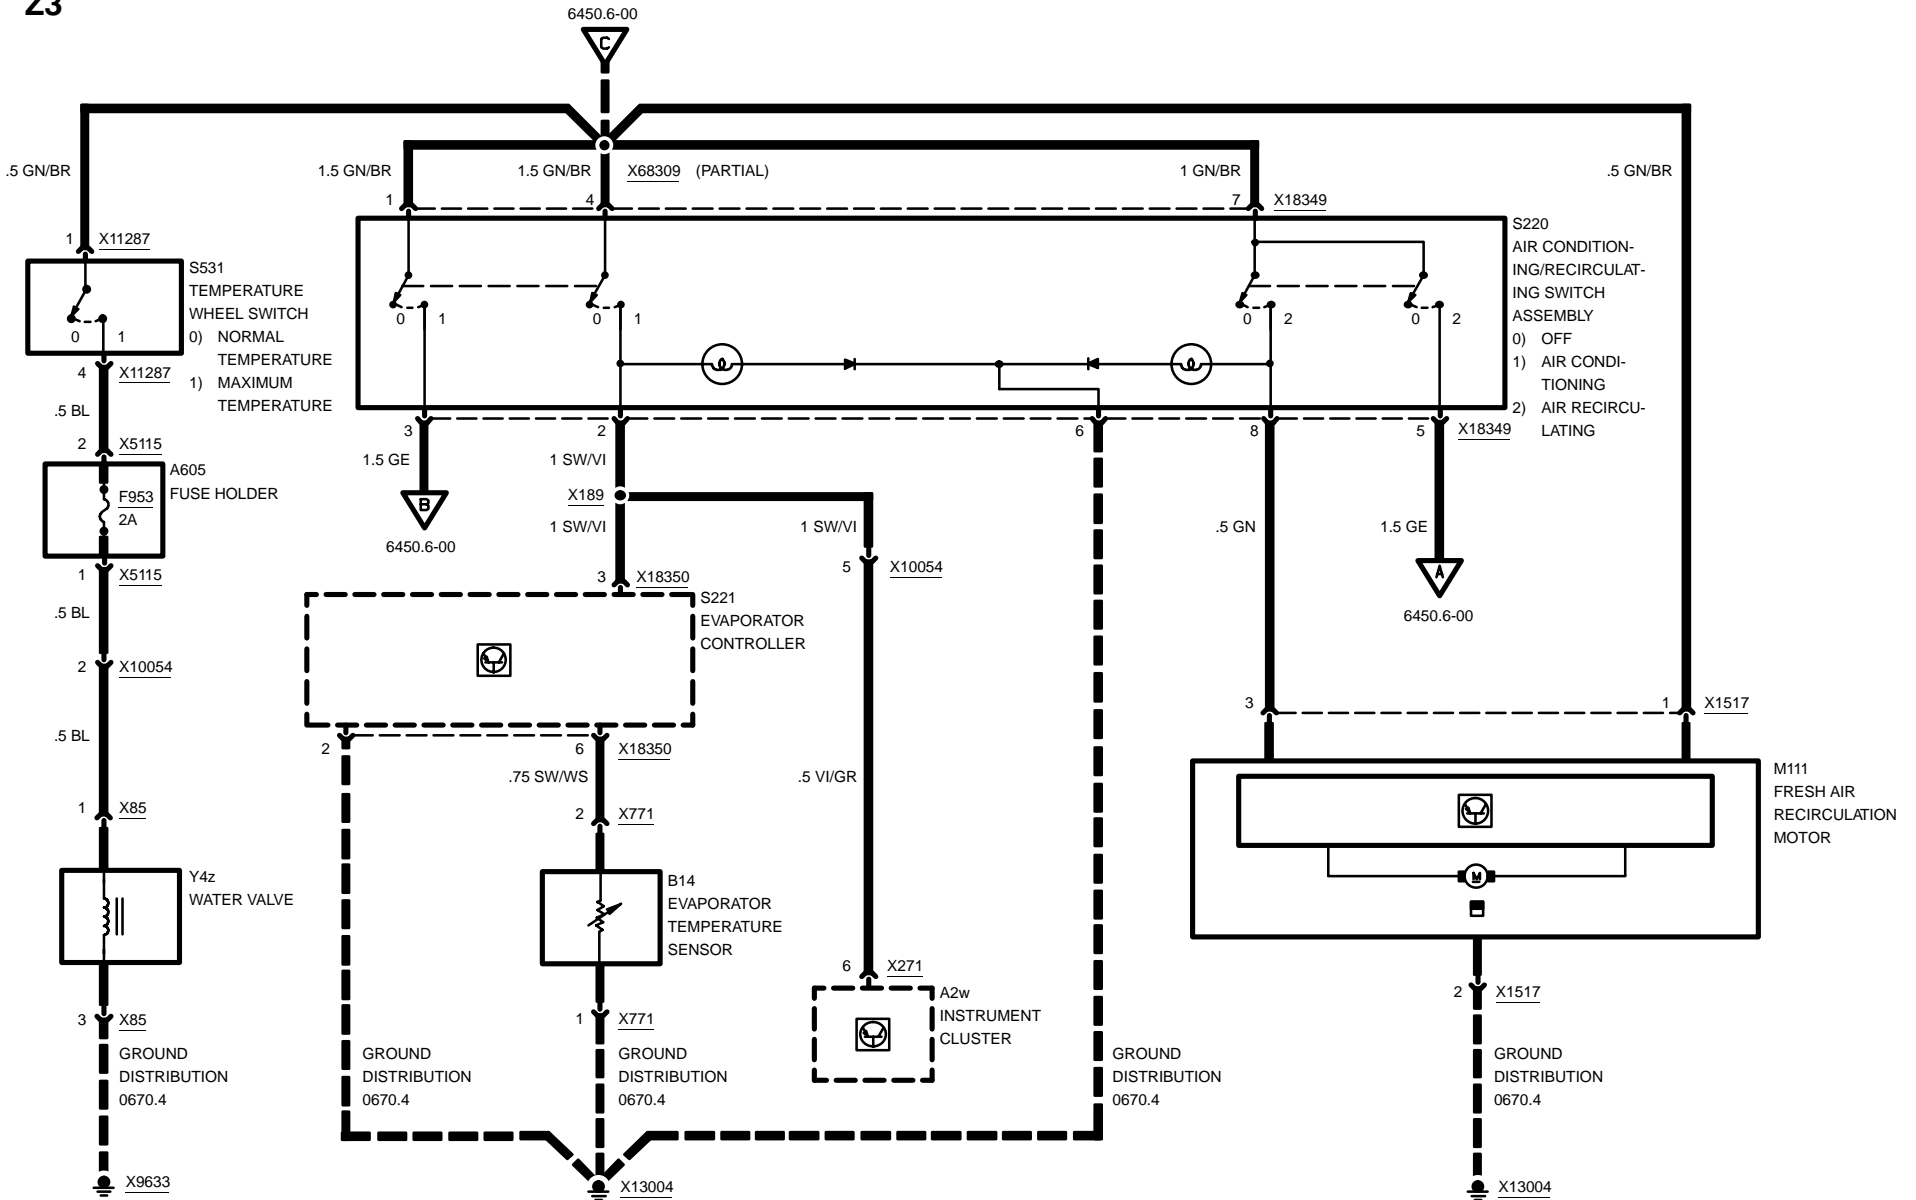 Z3
6450.6-00
C
.5 GN/BR
1.5 GN/BR
1.5 GN/BR
X68309 (PARTIAL)
1 GN/BR
.5 GN/BR
1
4
7
X18349
1
X11287
S531
TEMPERATURE
WHEEL SWITCH
0) NORMAL
TEMPERATURE
1) MAXIMUM
TEMPERATURE
0
1
S220
AIR CONDITION-
ING/RECIRCULAT-
ING SWITCH
ASSEMBLY
0) OFF
1) AIR CONDI-
TIONING
2) AIR RECIRCU-
LATING
0
1
0
1
0
2
0
2
4
X11287
.5 BL
2
X5115
A605
FUSE HOLDER
F953
2A
1
X5115
.5 BL
2
X10054
.5 BL
1
X85
Y4z
WATER VALVE
3
X85
GROUND
DISTRIBUTION
0670.4
X9633
3
2
6
8
5
X18349
1.5 GE
B
6450.6-00
1 SW/VI
X189
1 SW/VI
1 SW/VI
5
X10054
.5 GN
1.5 GE
A
6450.6-00
3
X18350
S221
EVAPORATOR
CONTROLLER
2
6
X18350
.75 SW/WS
.5 VI/GR
2
X771
B14
EVAPORATOR
TEMPERATURE
SENSOR
1
X771
GROUND
DISTRIBUTION
0670.4
GROUND
DISTRIBUTION
0670.4
X13004
6
X271
A2w
INSTRUMENT
CLUSTER
GROUND
DISTRIBUTION
0670.4
3
1
X1517
M111
FRESH AIR
RECIRCULATION
MOTOR
M
2
X1517
GROUND
DISTRIBUTION
0670.4
X13004